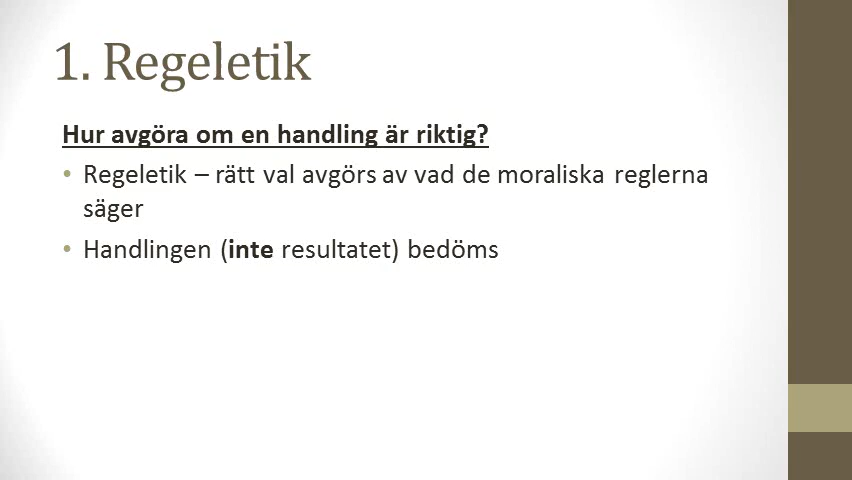 1. Regeletik
Hur avgöra om en handling är riktig?
• Regeletik – rätt val avgörs av vad de moraliska reglerna
säger
• Handlingen (inte resultatet) bedöms